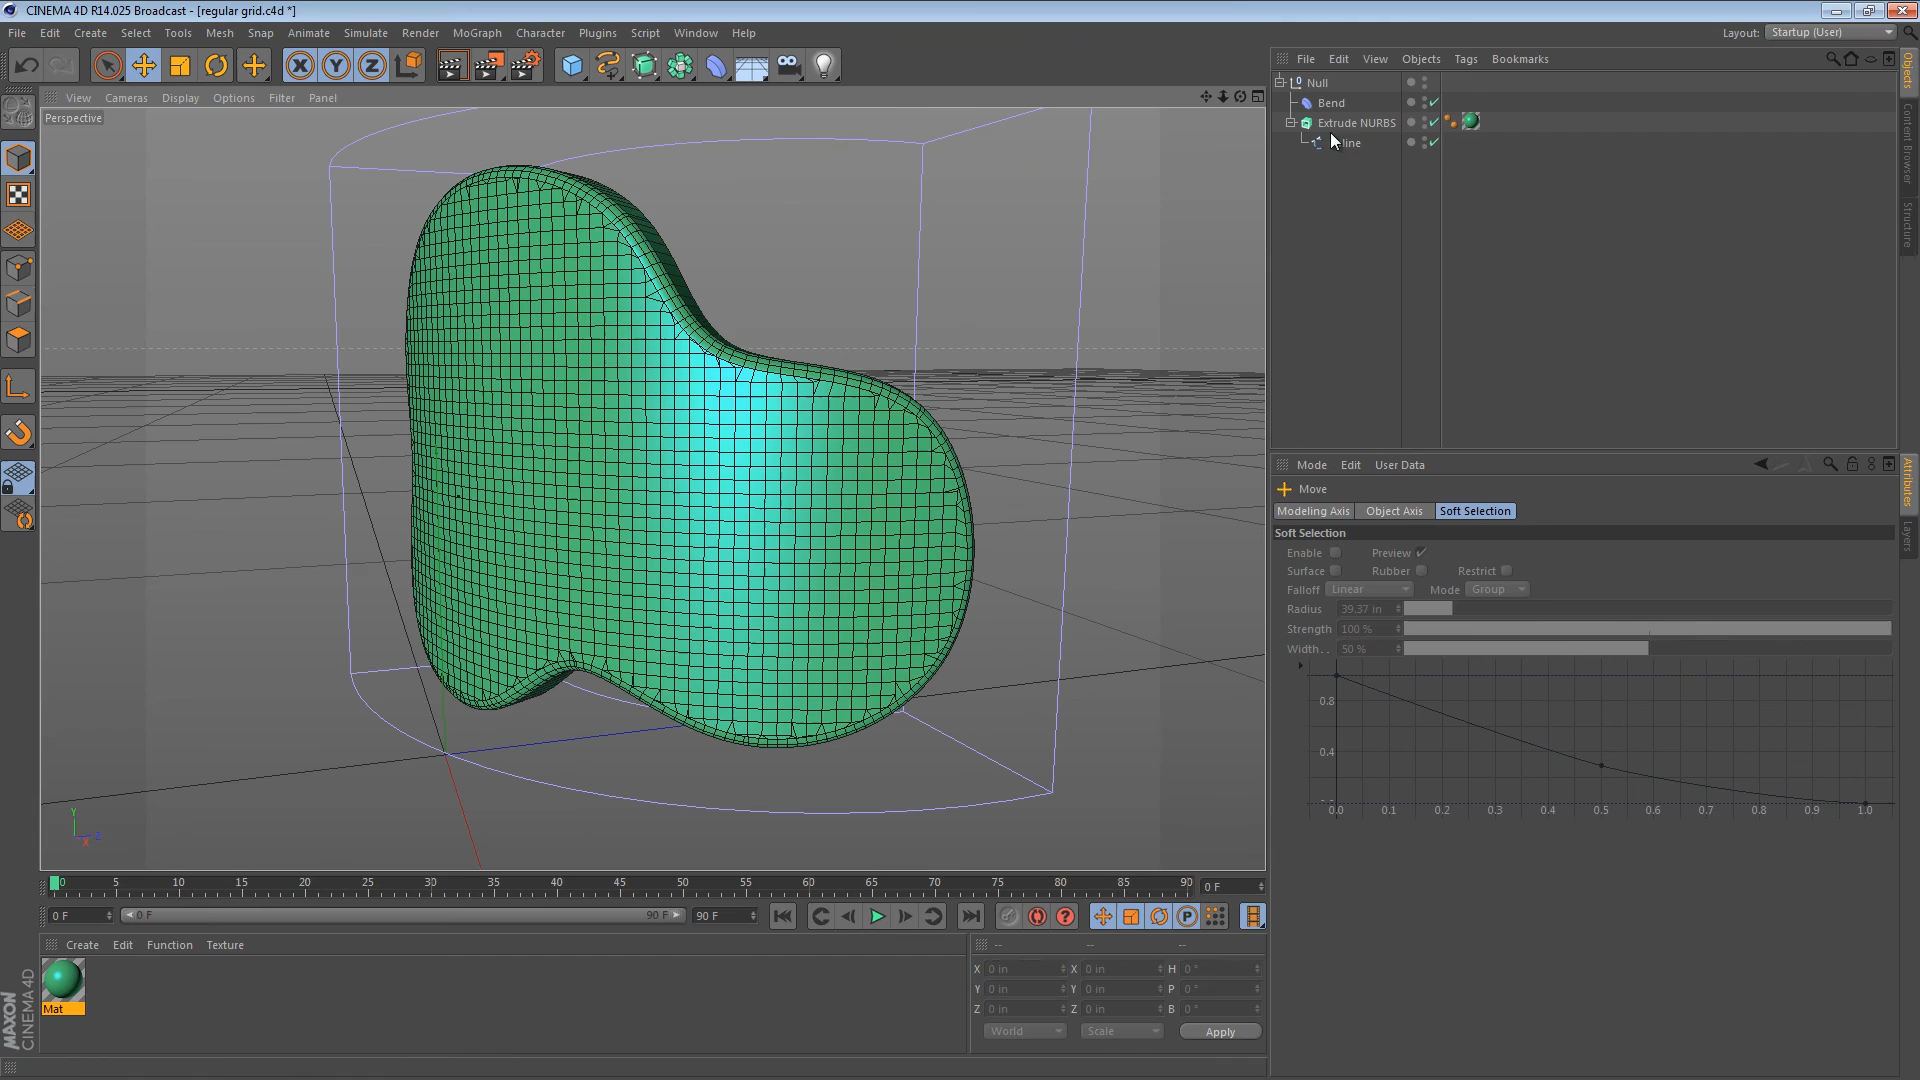 CINEMA 4D R14.025 Broadcast - [regular grid.c4d *]
File Edit Create Select Tools Mesh Snap Animate Simulate Render MoGraph Character Plugins Script Window Help
Layout: Startup (User)
View Cameras Display Options Filter Panel
Perspective
File Edit View Objects Tags Bookmarks
Null
Bend
Extrude NURBS
line
Objects
Content Browser
Structure
Mode Edit User Data
Move
Modeling Axis Object Axis Soft Selection
Soft Selection
Enable Preview
Surface Rubber Restrict
Falloff Linear Mode Group
Radius 39.37 in
Strength 100 %
Width . . 50 %
0.8
0.4
0.0 0.1 0.2 0.3 0.4 0.5 0.6 0.7 0.8 0.9 1.0
Attributes
Layers
Y
Z
X
0 5 10 15 20 25 30 35 40 45 50 55 60 65 70 75 80 85 90
0 F
0 F 0 F 90 F 90 F
Create Edit Function Texture
Mat
MAXON
CINEMA 4D
-- -- --
X 0 in X 0 in H 0 °
Y 0 in Y 0 in P 0 °
Z 0 in Z 0 in B 0 °
World Scale Apply